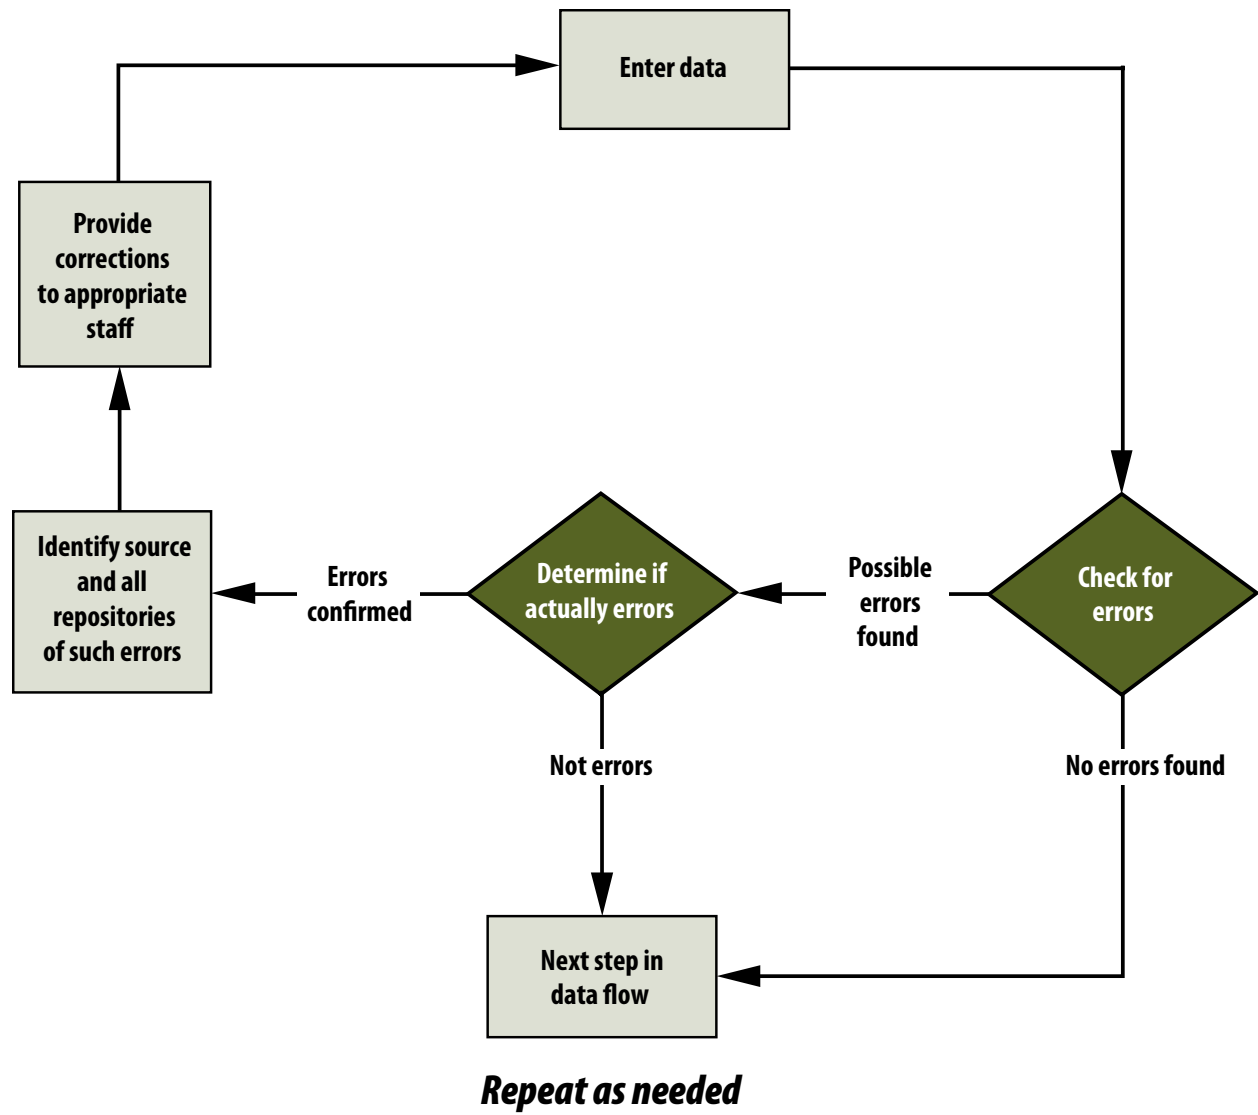 Enter data
Provide
corrections
to appropriate
staff
Identify source
and all
repositories
of such errors
Errors
confirmed
Determine if
actually errors
Possible
errors
found
Check for
errors
Not errors
No errors found
Next step in
data flow
Repeat as needed